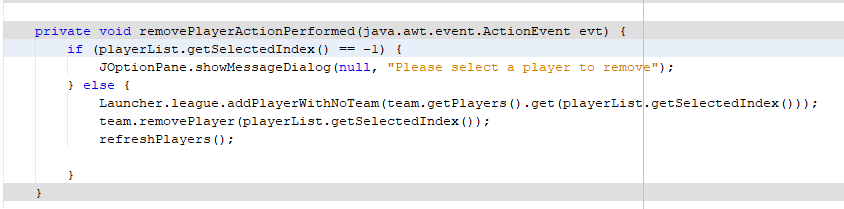 private void removePlayerActionPerformed(java.awt.event.ActionEvent evt) {
if (playerList.getSelectedIndex() == -1) {
JOptionPane.showMessageDialog(null, "Please select a player to remove");
} else {
Launcher.league.addPlayerWithNoTeam(team.getPlayers().get(playerList.getSelectedIndex()));
team.removePlayer(playerList.getSelectedIndex());
refreshPlayers();
}
}